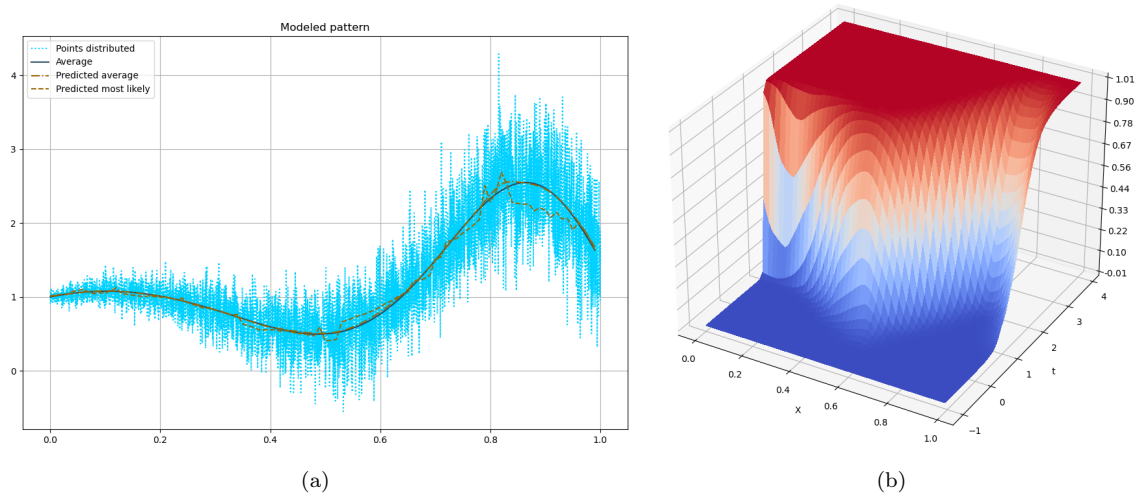 Modeled pattern
Points distributed
Average
Predicted average
Predicted most likely
4
3
2
1
0
0.0 0.2 0.4 0.6 0.8 1.0
(a)
1.01
0.90
0.78
0.67
0.56
0.44
0.33
0.22
0.10
-0.01
4
3
2
1
0
−1
t
0.0
0.2
0.4
0.6
0.8
1.0
X
(b)